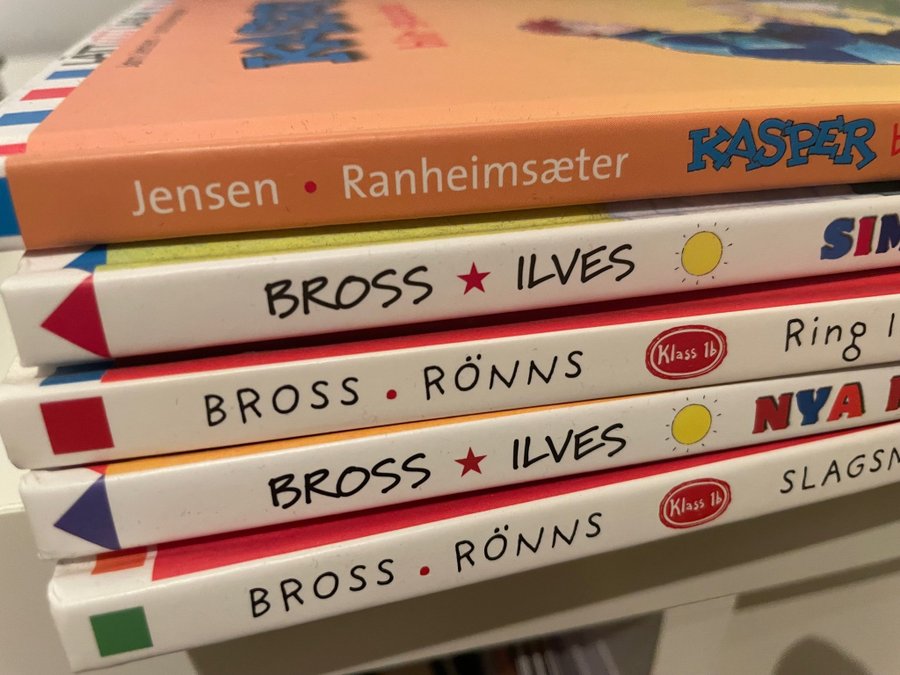 KASPER
Jensen • Ranheimsæter KASPER
BROSS ★ ILVES
BROSS • RÖNNS Klass 1b Ring
BROSS ★ ILVES NYA
BROSS • RÖNNS Klass 1b